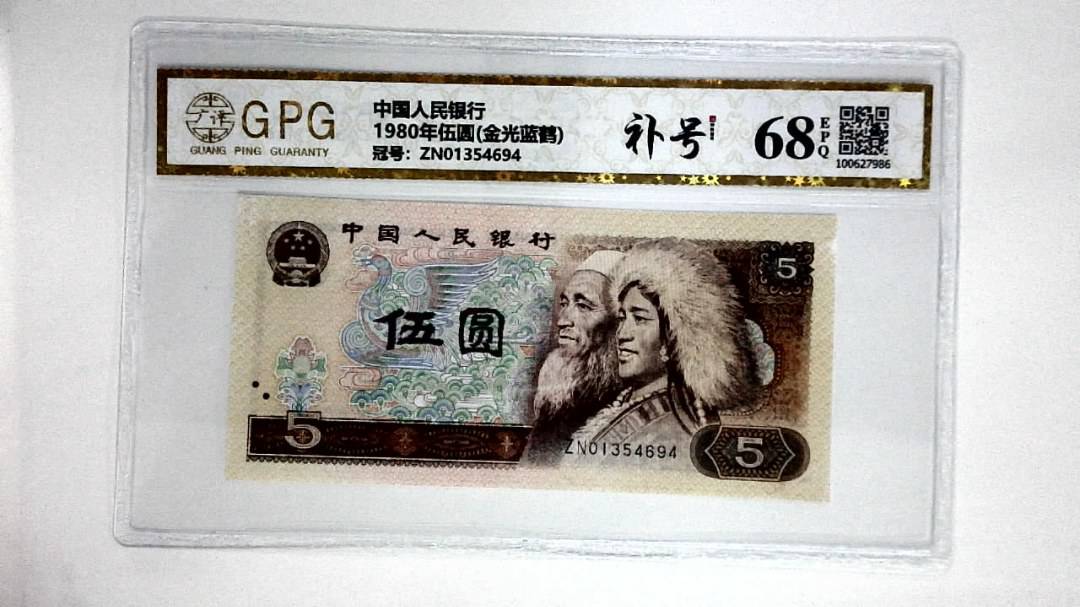 广评
GPG
GUANG PING GUARANTY
中国人民银行
1980年伍圆(金光蓝鹤)
冠号：ZN01354694
补号
68
EPQ
100627986
中国人民银行
5
伍圆
5
ZN01354694
5